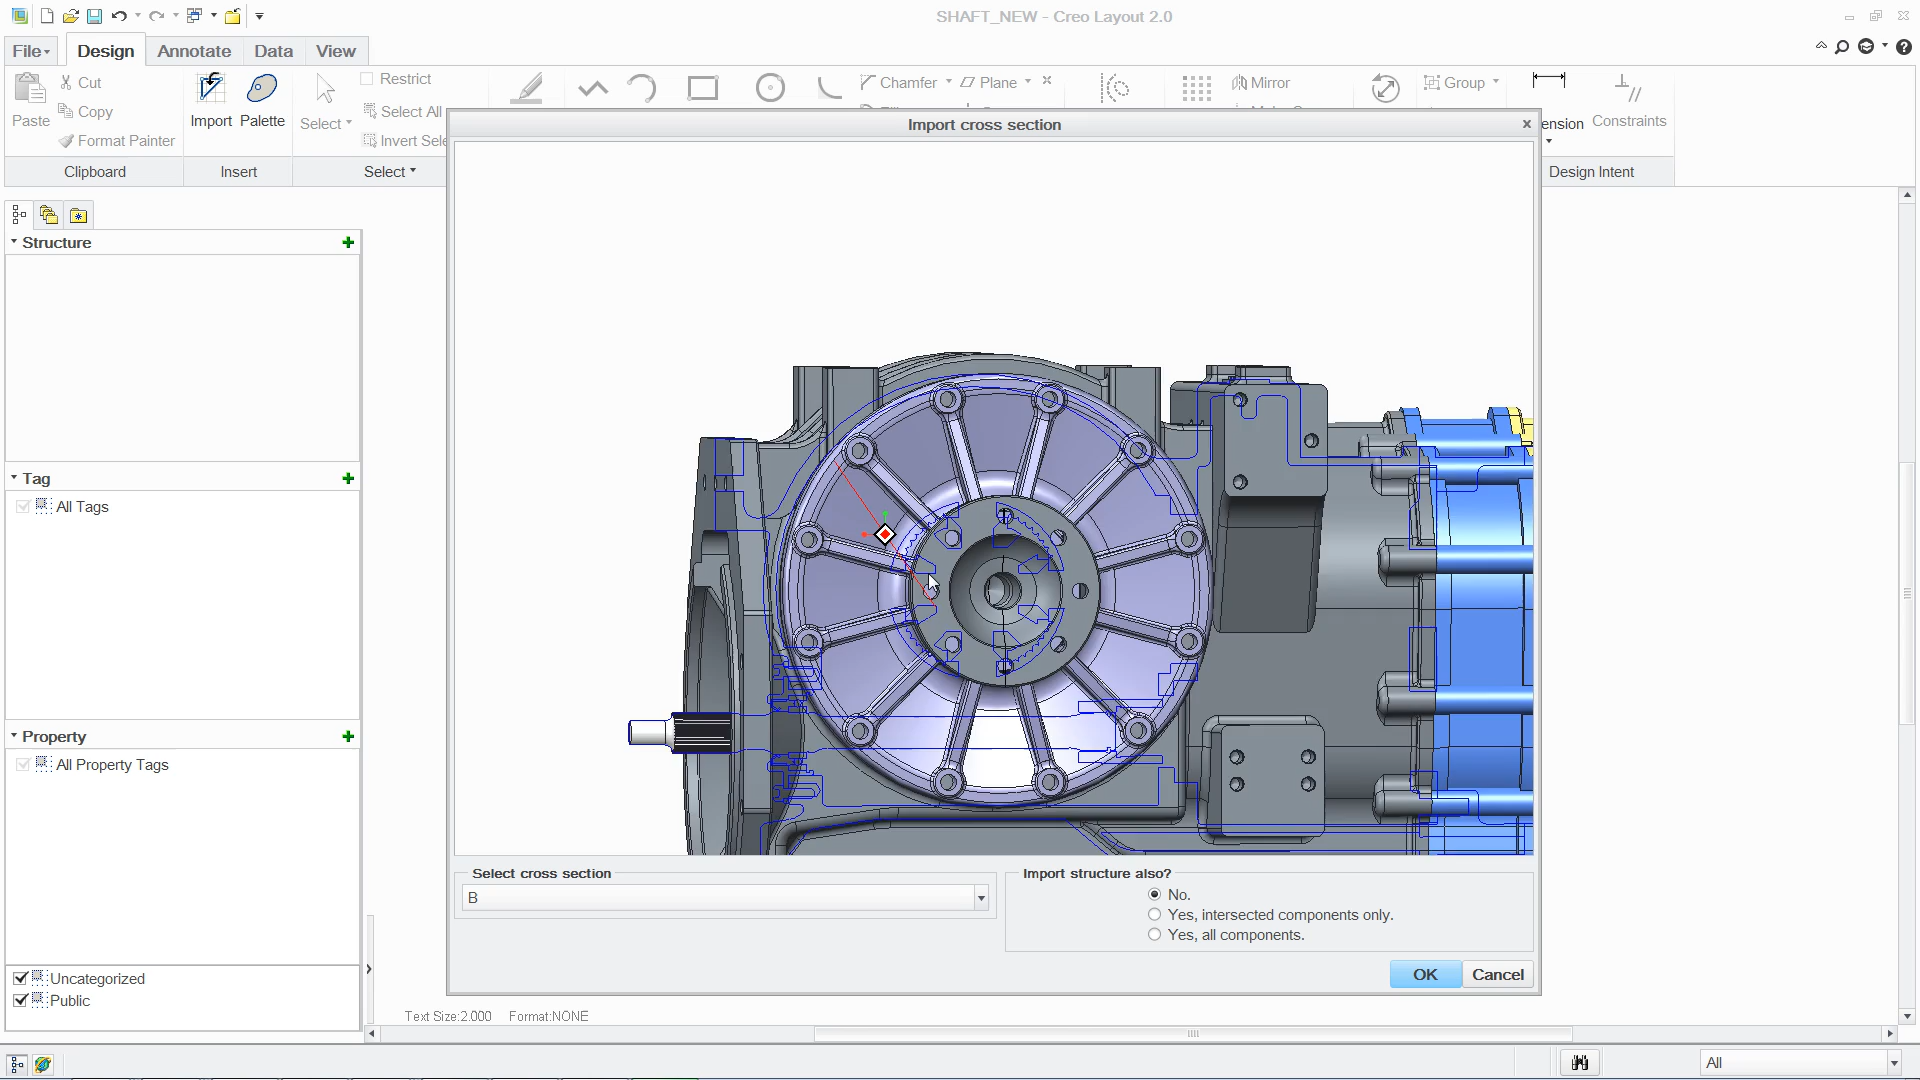 SHAFT_NEW - Creo Layout 2.0
File
Design
Annotate
Data
View
Paste
Cut
Copy
Format Painter
Clipboard
Import
Palette
Insert
Select
Restrict
Select All
Invert Sele
Select
Chamfer
Plane
Mirror
Group
ension
Constraints
Design Intent
Import cross section
Structure
Tag
All Tags
Property
All Property Tags
Uncategorized
Public
Select cross section
B
Import structure also?
No.
Yes, intersected components only.
Yes, all components.
OK
Cancel
Text Size:2.000 Format:NONE
All